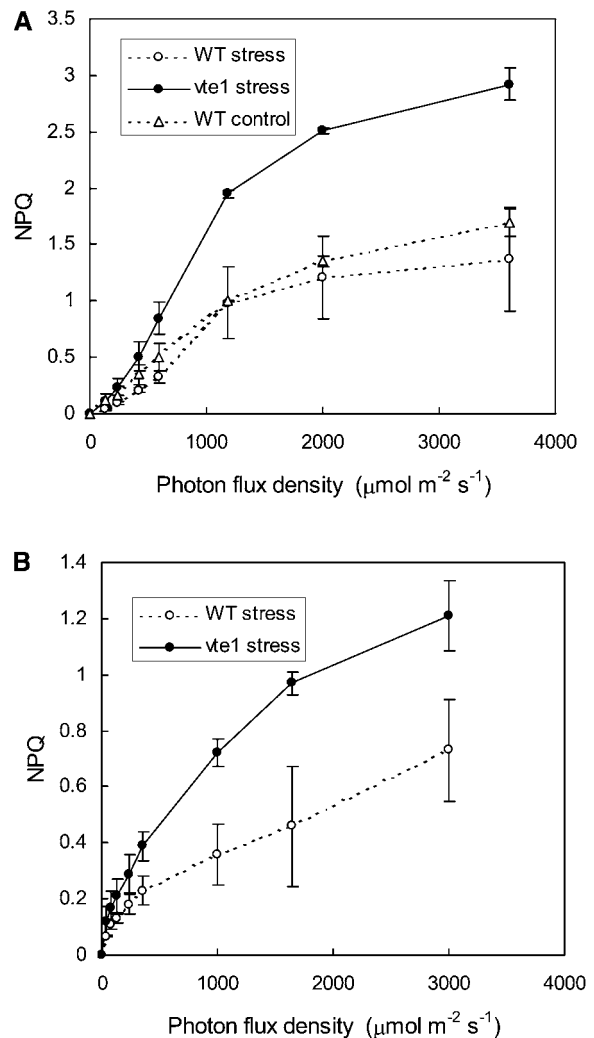 A
WT stress
vte1 stress
WT control
3.5
3
2.5
2
1.5
1
0.5
0
NPQ
0 1000 2000 3000 4000
Photon flux density (μmol m⁻² s⁻¹)
B
WT stress
vte1 stress
1.4
1.2
1
0.8
0.6
0.4
0.2
0
NPQ
0 1000 2000 3000 4000
Photon flux density (μmol m⁻² s⁻¹)